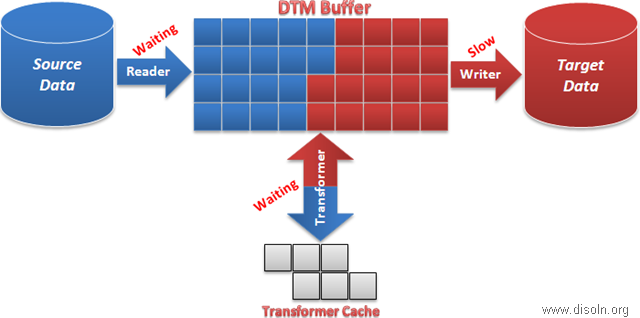 DTM Buffer
Source
Data
Waiting
Reader
Slow
Writer
Target
Data
Waiting
Transformer
Transformer Cache
www.disoln.org